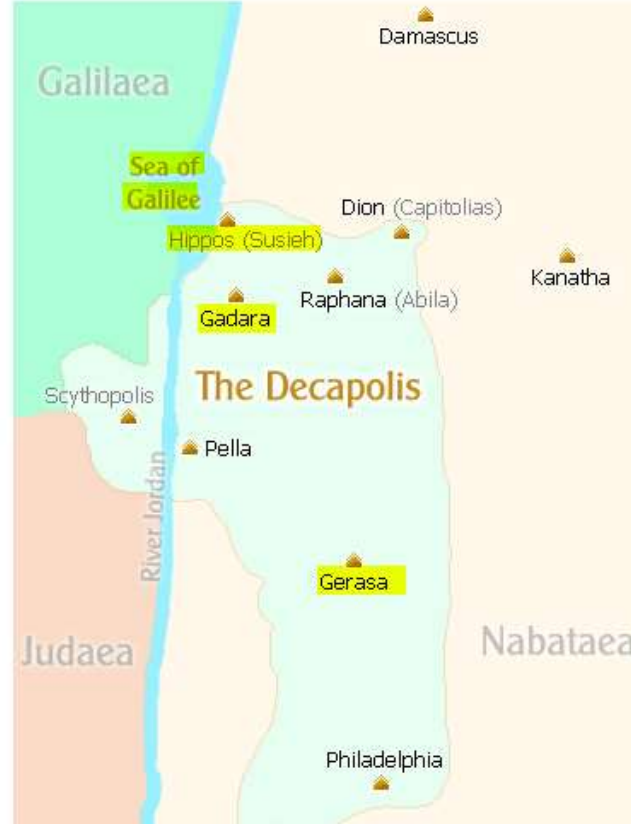 Damascus
Galilaea
Sea of
Galilee
Dion (Capitolias)
Hippos (Susieh)
Kanatha
Raphana (Abila)
Gadara
The Decapolis
Scythopolis
Pella
River Jordan
Gerasa
Nabataea
Judaea
Philadelphia